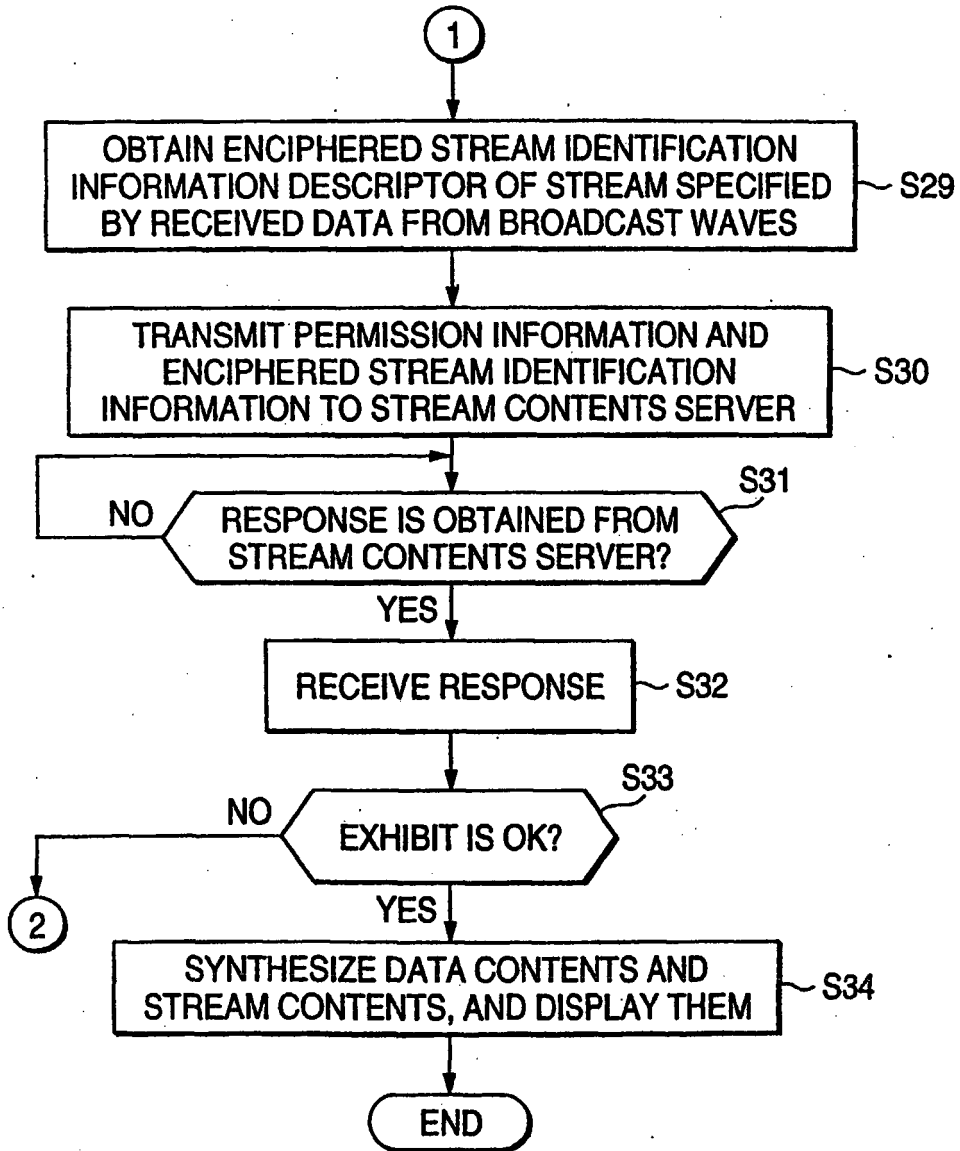 1
OBTAIN ENCIPHERED STREAM IDENTIFICATION
INFORMATION DESCRIPTOR OF STREAM SPECIFIED
BY RECEIVED DATA FROM BROADCAST WAVES
S29
TRANSMIT PERMISSION INFORMATION AND
ENCIPHERED STREAM IDENTIFICATION
INFORMATION TO STREAM CONTENTS SERVER
S30
S31
NO
RESPONSE IS OBTAINED FROM
STREAM CONTENTS SERVER?
YES
RECEIVE RESPONSE
S32
S33
NO
EXHIBIT IS OK?
2
YES
SYNTHESIZE DATA CONTENTS AND
STREAM CONTENTS, AND DISPLAY THEM
S34
END